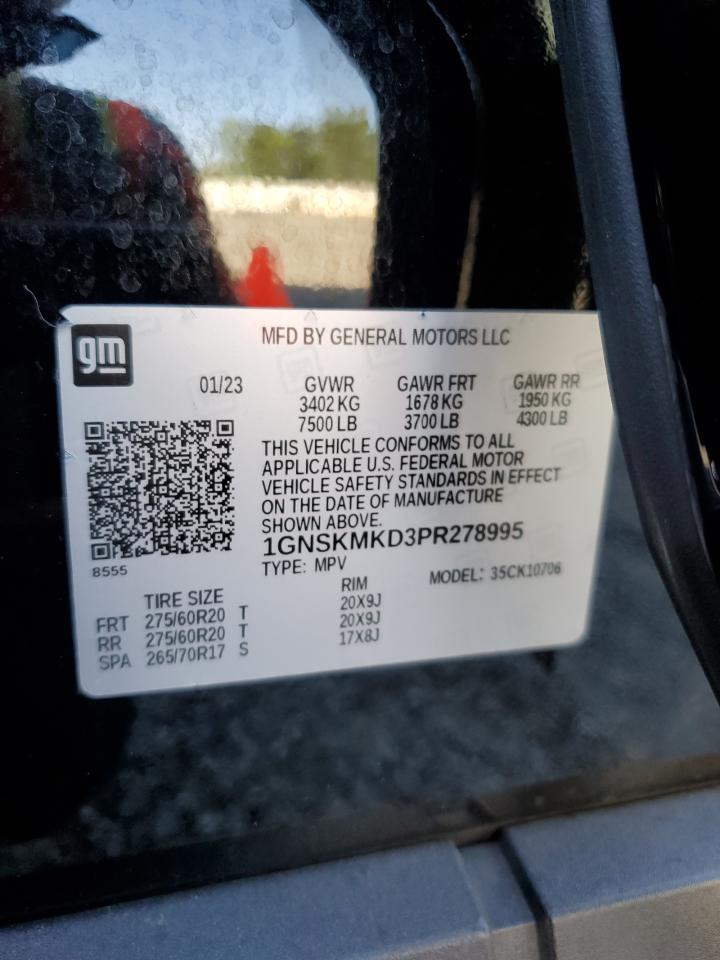 gm
MFD BY GENERAL MOTORS LLC
01/23 GVWR GAWR FRT GAWR RR
3402 KG 1678 KG 1950 KG
7500 LB 3700 LB 4300 LB
THIS VEHICLE CONFORMS TO ALL
APPLICABLE U.S. FEDERAL MOTOR
VEHICLE SAFETY STANDARDS IN EFFECT
ON THE DATE OF MANUFACTURE
SHOWN ABOVE.
1GNSKMKD3PR278995
8555
TYPE: MPV MODEL: 35CK10706
TIRE SIZE RIM
FRT 275/60R20 T 20X9J
RR 275/60R20 T 20X9J
SPA 265/70R17 S 17X8J